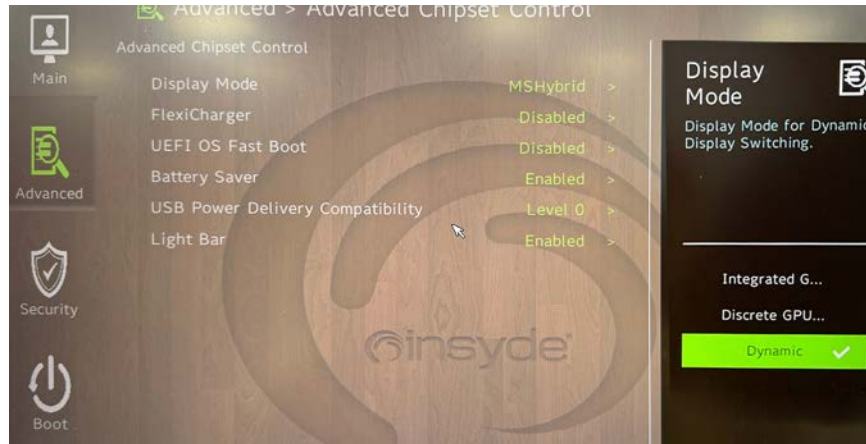 Advanced > Advanced Chipset Control
Main
Advanced
Security
Boot
Advanced Chipset Control
Display Mode MSHybrid >
FlexiCharger Disabled >
UEFI OS Fast Boot Disabled >
Battery Saver Enabled >
USB Power Delivery Compatibility Level 0 >
Light Bar Enabled >
insyde
Display
Mode
Display Mode for Dynamic
Display Switching.
Integrated G...
Discrete GPU...
Dynamic